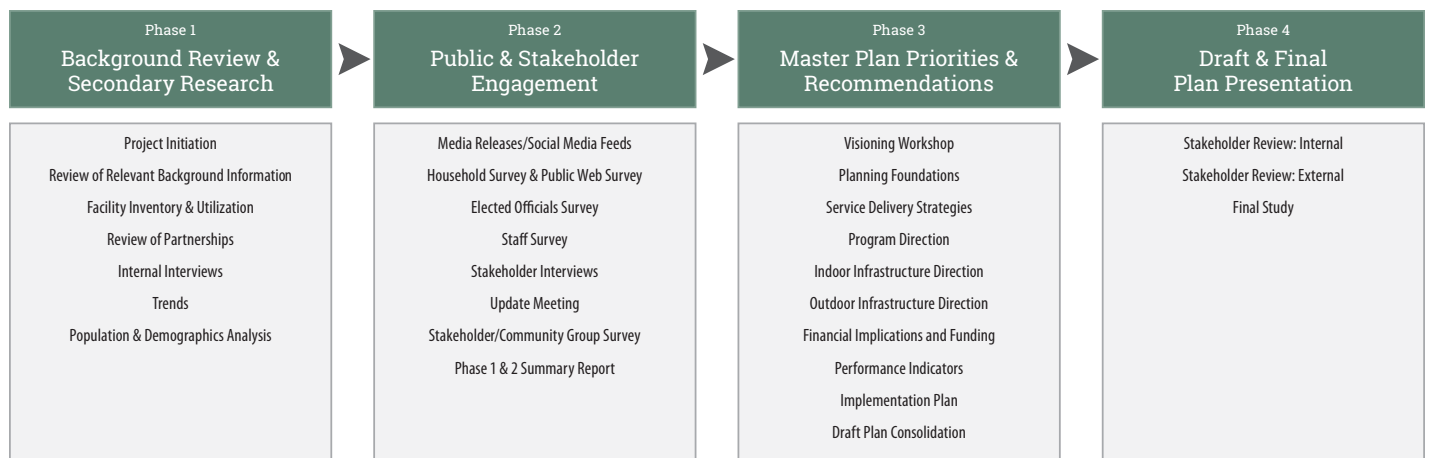 Phase 1
Background Review &
Secondary Research
Project Initiation
Review of Relevant Background Information
Facility Inventory & Utilization
Review of Partnerships
Internal Interviews
Trends
Population & Demographics Analysis
Phase 2
Public & Stakeholder
Engagement
Media Releases/Social Media Feeds
Household Survey & Public Web Survey
Elected Officials Survey
Staff Survey
Stakeholder Interviews
Update Meeting
Stakeholder/Community Group Survey
Phase 1 & 2 Summary Report
Phase 3
Master Plan Priorities &
Recommendations
Visioning Workshop
Planning Foundations
Service Delivery Strategies
Program Direction
Indoor Infrastructure Direction
Outdoor Infrastructure Direction
Financial Implications and Funding
Performance Indicators
Implementation Plan
Draft Plan Consolidation
Phase 4
Draft & Final
Plan Presentation
Stakeholder Review: Internal
Stakeholder Review: External
Final Study